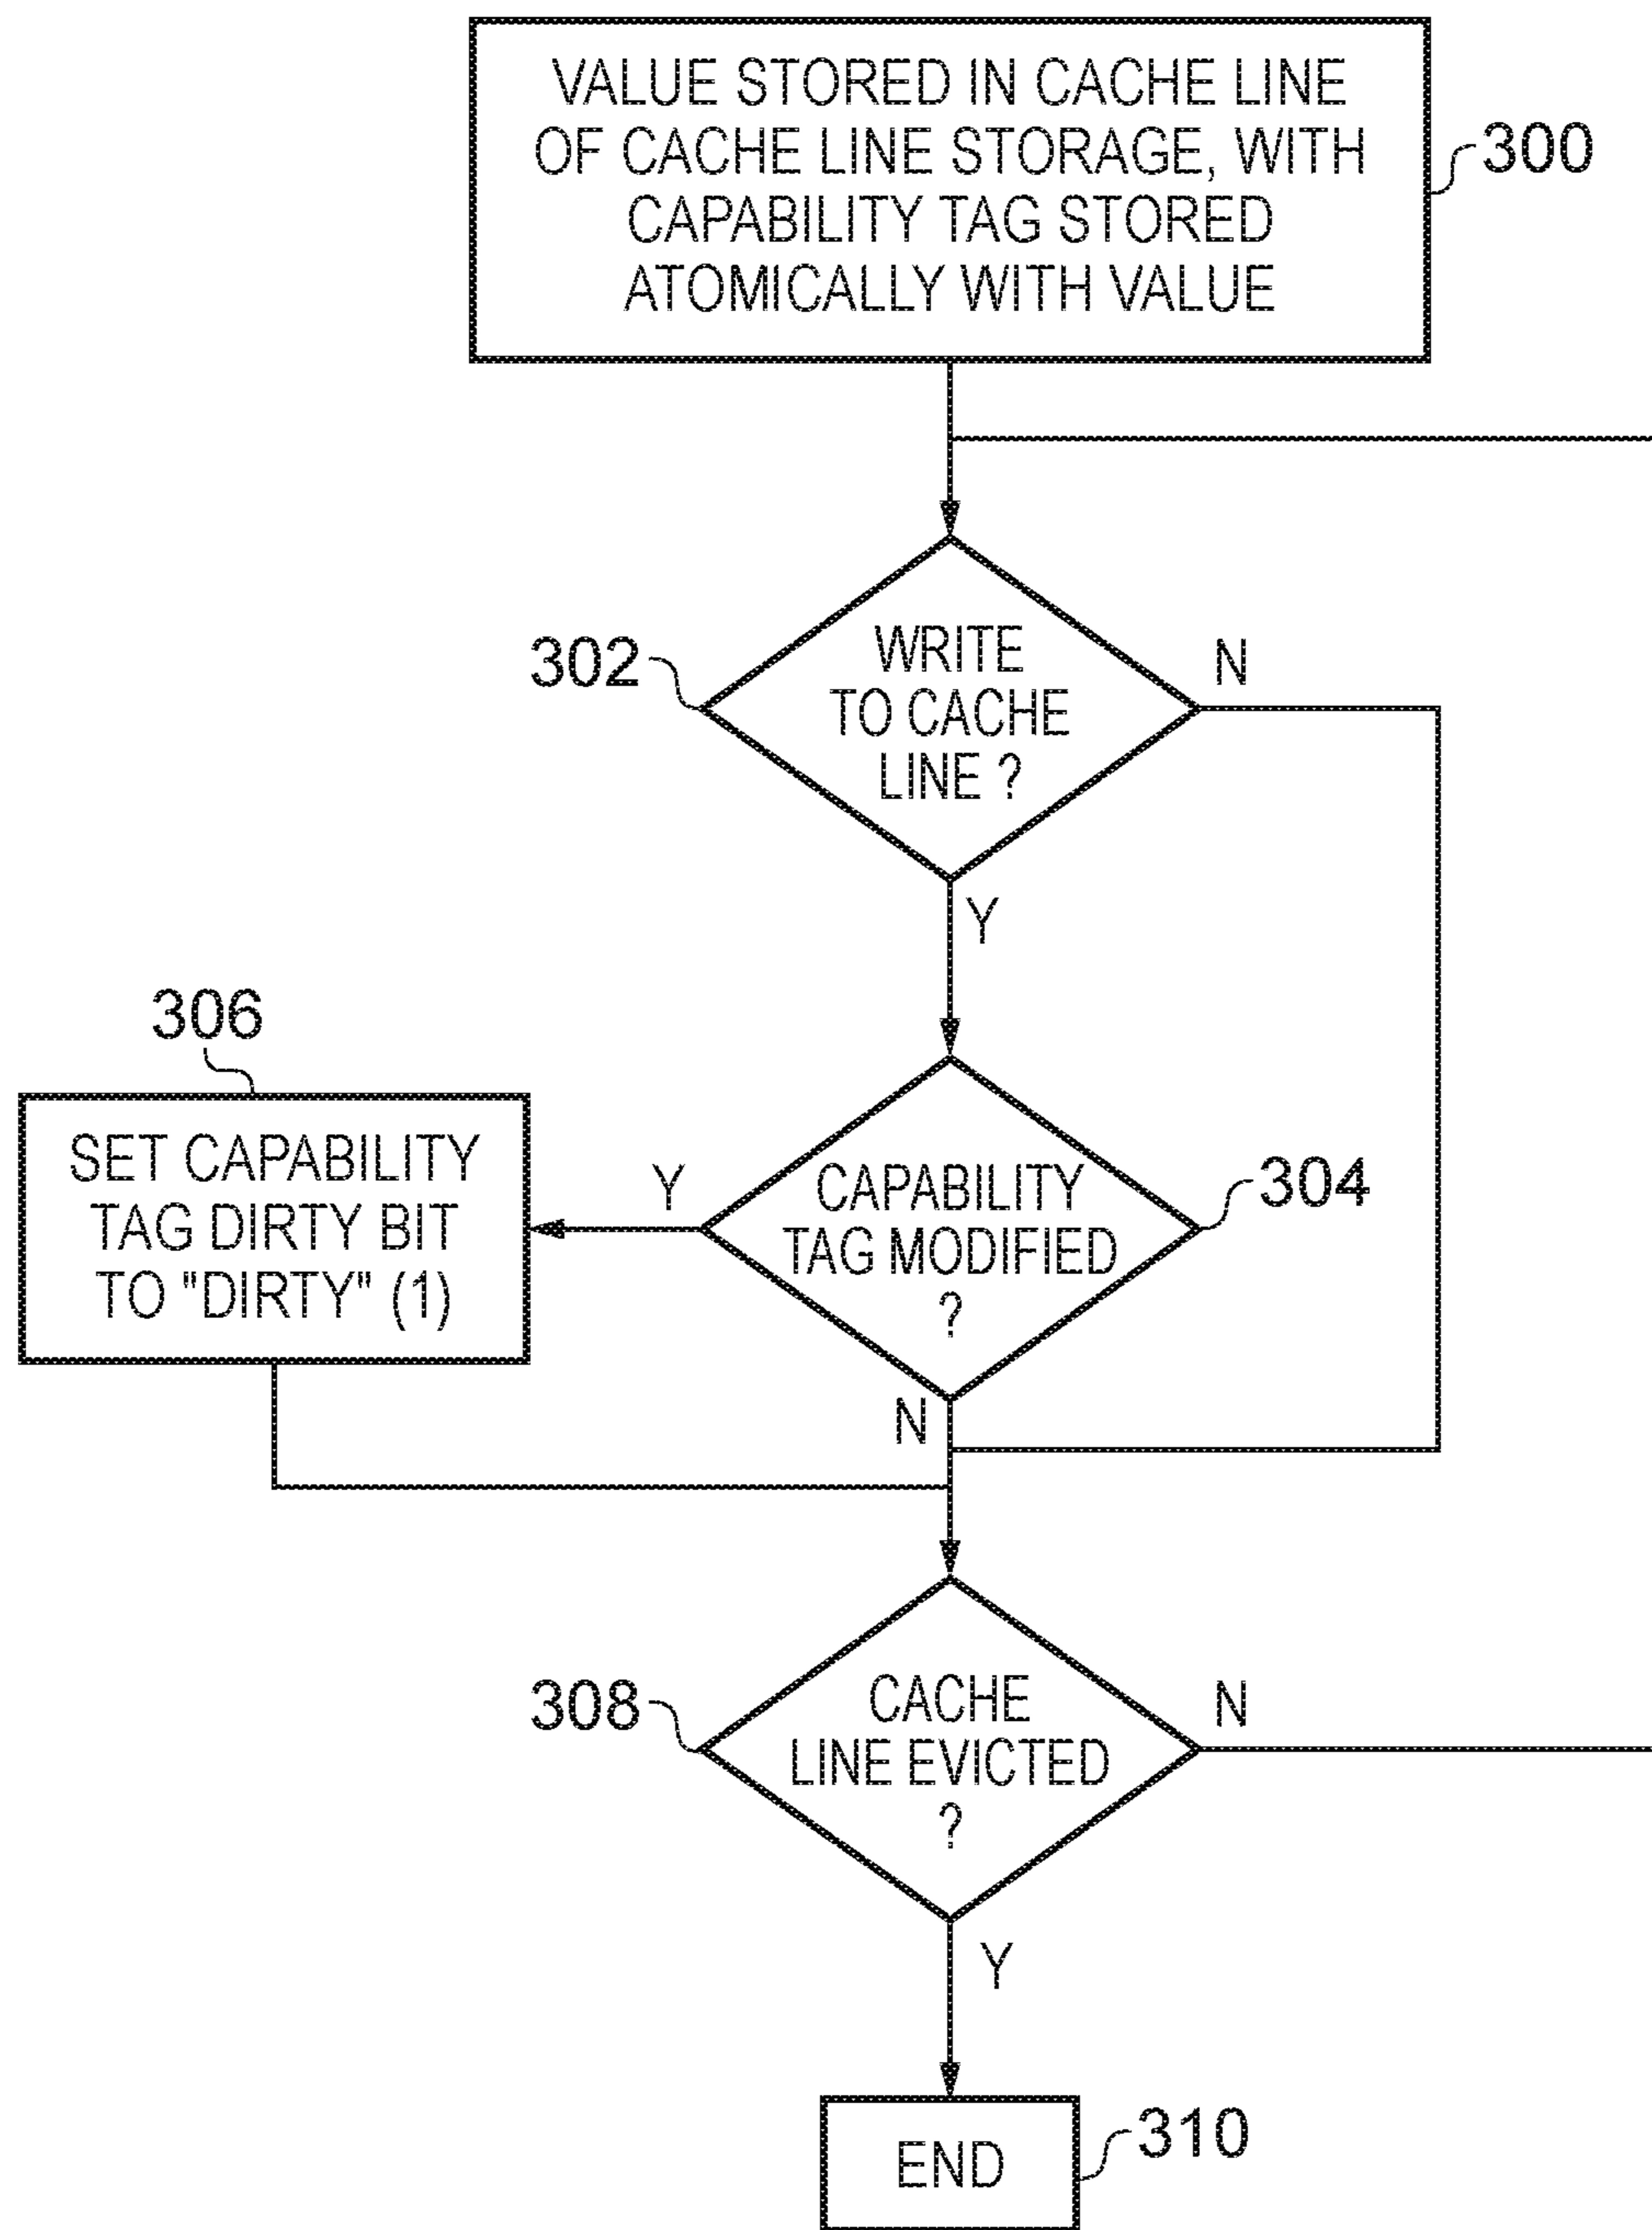 VALUE STORED IN CACHE LINE
OF CACHE LINE STORAGE, WITH
CAPABILITY TAG STORED
ATOMICALLY WITH VALUE
300
302
WRITE
TO CACHE
LINE ?
N
Y
306
SET CAPABILITY
TAG DIRTY BIT
TO "DIRTY" (1)
Y
CAPABILITY
TAG MODIFIED
?
304
N
308
CACHE
LINE EVICTED
?
N
Y
END
310